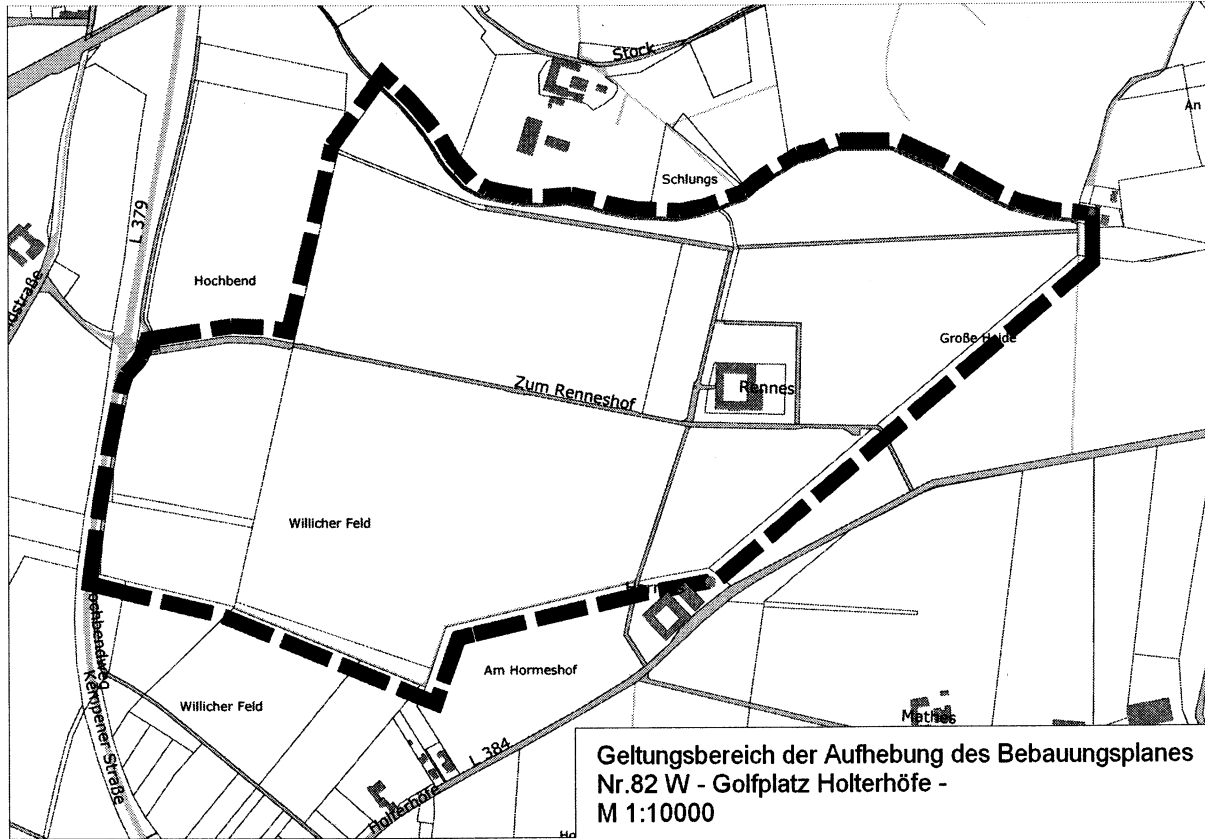 Stock
An
Schlungs
L 379
Hochbend
Große Heide
Zum Renneshof
Rennes
Willicher Feld
Am Hormeshof
Willicher Feld
Kempener Straße
Mathes
L 384
Holterhöfe
Geltungsbereich der Aufhebung des Bebauungsplanes
Nr.82 W - Golfplatz Holterhöfe -
M 1:10000